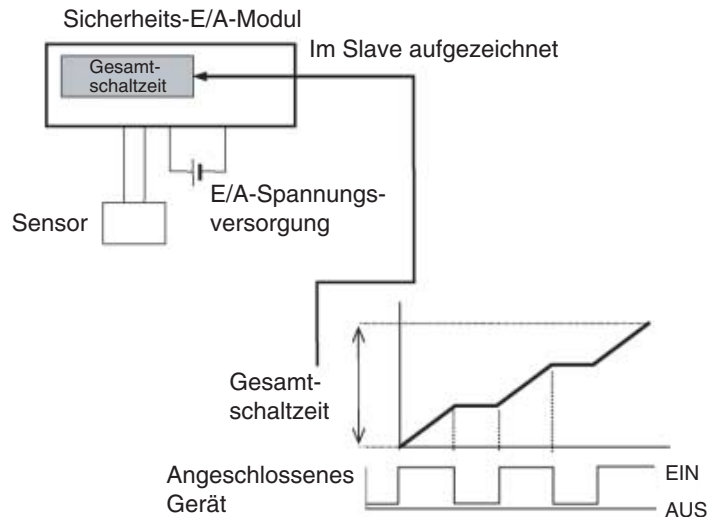 Sicherheits-E/A-Modul
Im Slave aufgezeichnet
Gesamt-
schaltzeit
E/A-Spannungs-
versorgung
Sensor
Gesamt-
schaltzeit
Angeschlossenes
Gerät
EIN
AUS